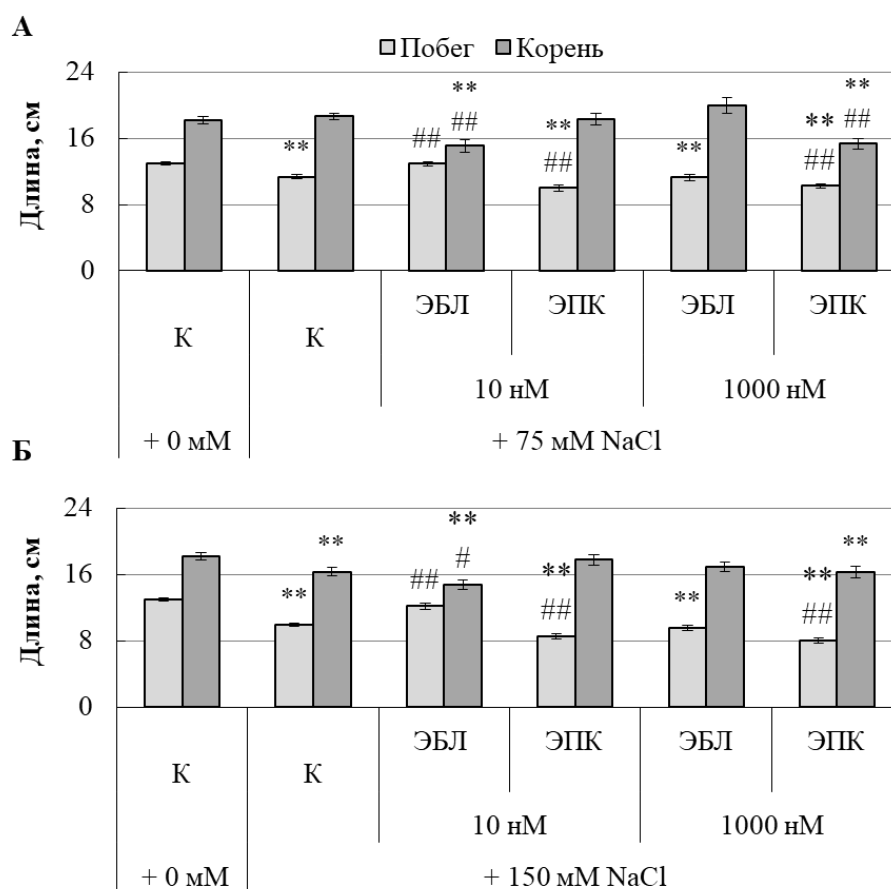 А
Побег Корень
Длина, см
24
16
8
0
**
##
**
##
**
##
**
**
##
**
##
К
К
ЭБЛ ЭПК ЭБЛ ЭПК
10 нМ 1000 нМ
+ 0 мМ + 75 мМ NaCl
Б
Длина, см
24
16
8
0
**
**
##
**
#
**
##
**
**
##
**
К
К
ЭБЛ ЭПК ЭБЛ ЭПК
10 нМ 1000 нМ
+ 0 мМ + 150 мМ NaCl